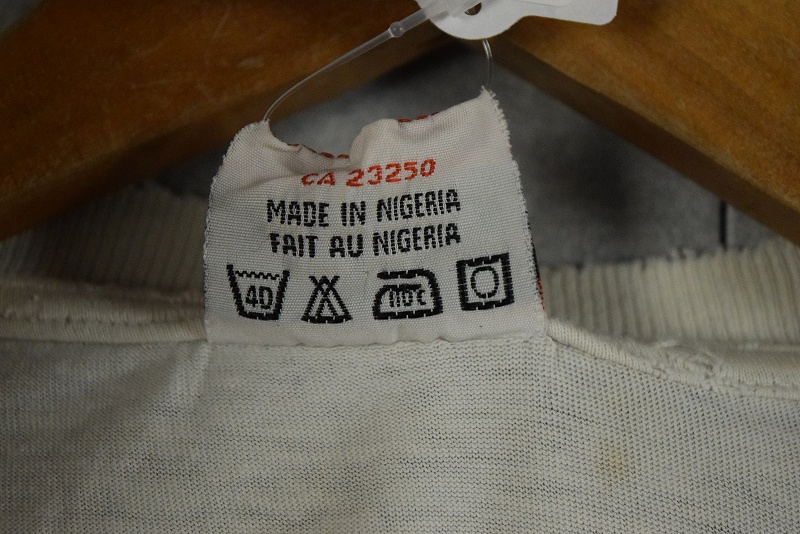 CA 23250
MADE IN NIGERIA
FAIT AU NIGERIA
40 110°C